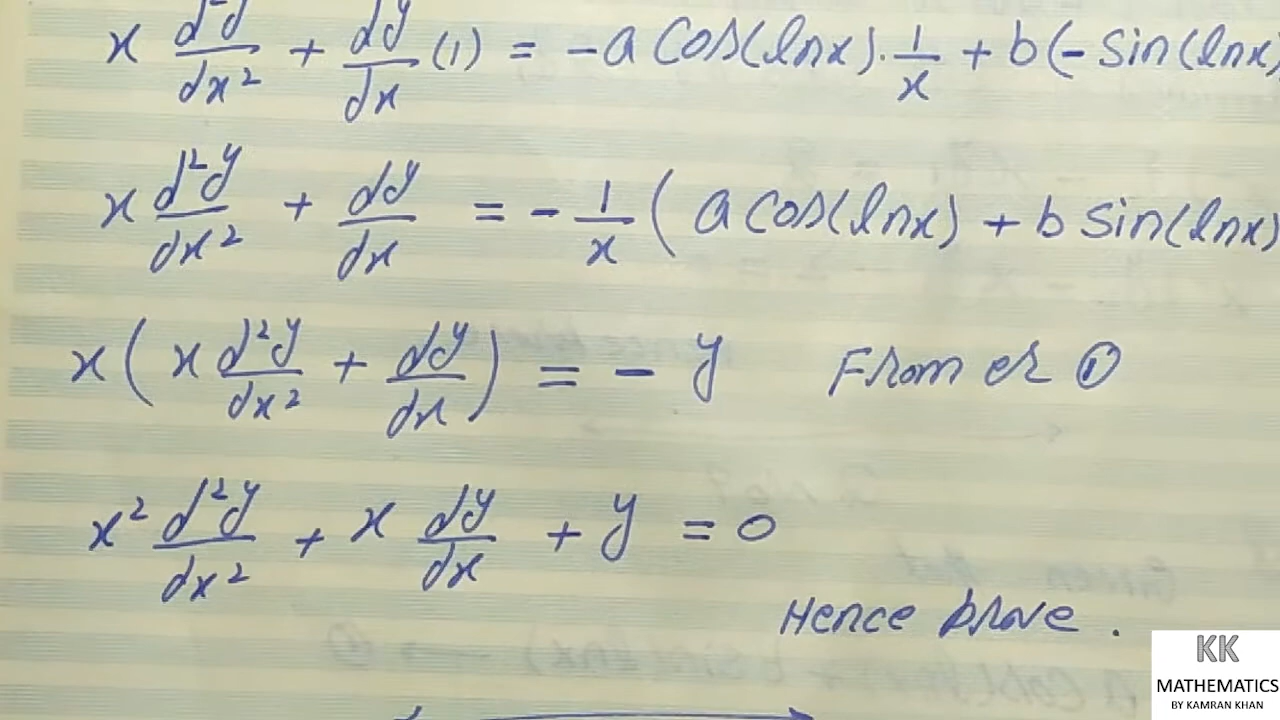 x d²y/dx² + dy/dx (1) = -a Cos(lnx).1/x + b(-Sin(lnx)
x d²y/dx² + dy/dx = -1/x (a Cos(lnx) + b Sin(lnx)
x(x d²y/dx² + dy/dx) = -y From er ①
x² d²y/dx² + x dy/dx + y = 0
Hence prove.
KK
MATHEMATICS
BY KAMRAN KHAN